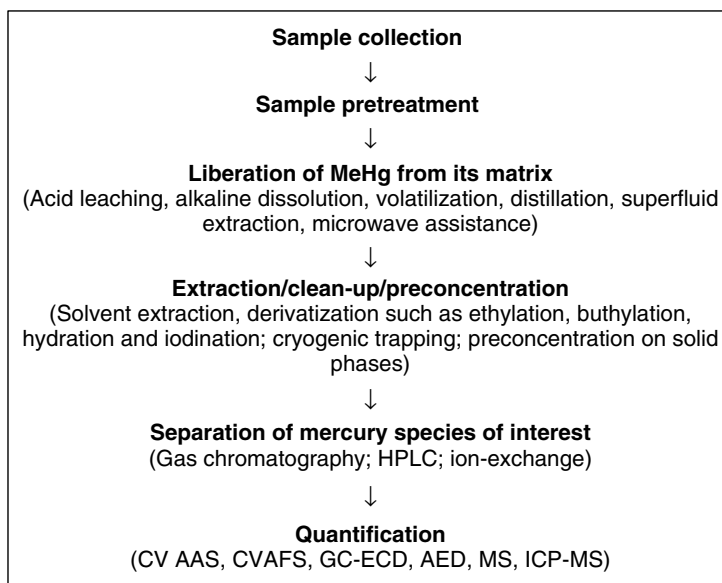 Sample collection
↓
Sample pretreatment
↓
Liberation of MeHg from its matrix
(Acid leaching, alkaline dissolution, volatilization, distillation, superfluid
extraction, microwave assistance)
↓
Extraction/clean-up/preconcentration
(Solvent extraction, derivatization such as ethylation, buthylation,
hydration and iodination; cryogenic trapping; preconcentration on solid
phases)
↓
Separation of mercury species of interest
(Gas chromatography; HPLC; ion-exchange)
↓
Quantification
(CV AAS, CVAFS, GC-ECD, AED, MS, ICP-MS)